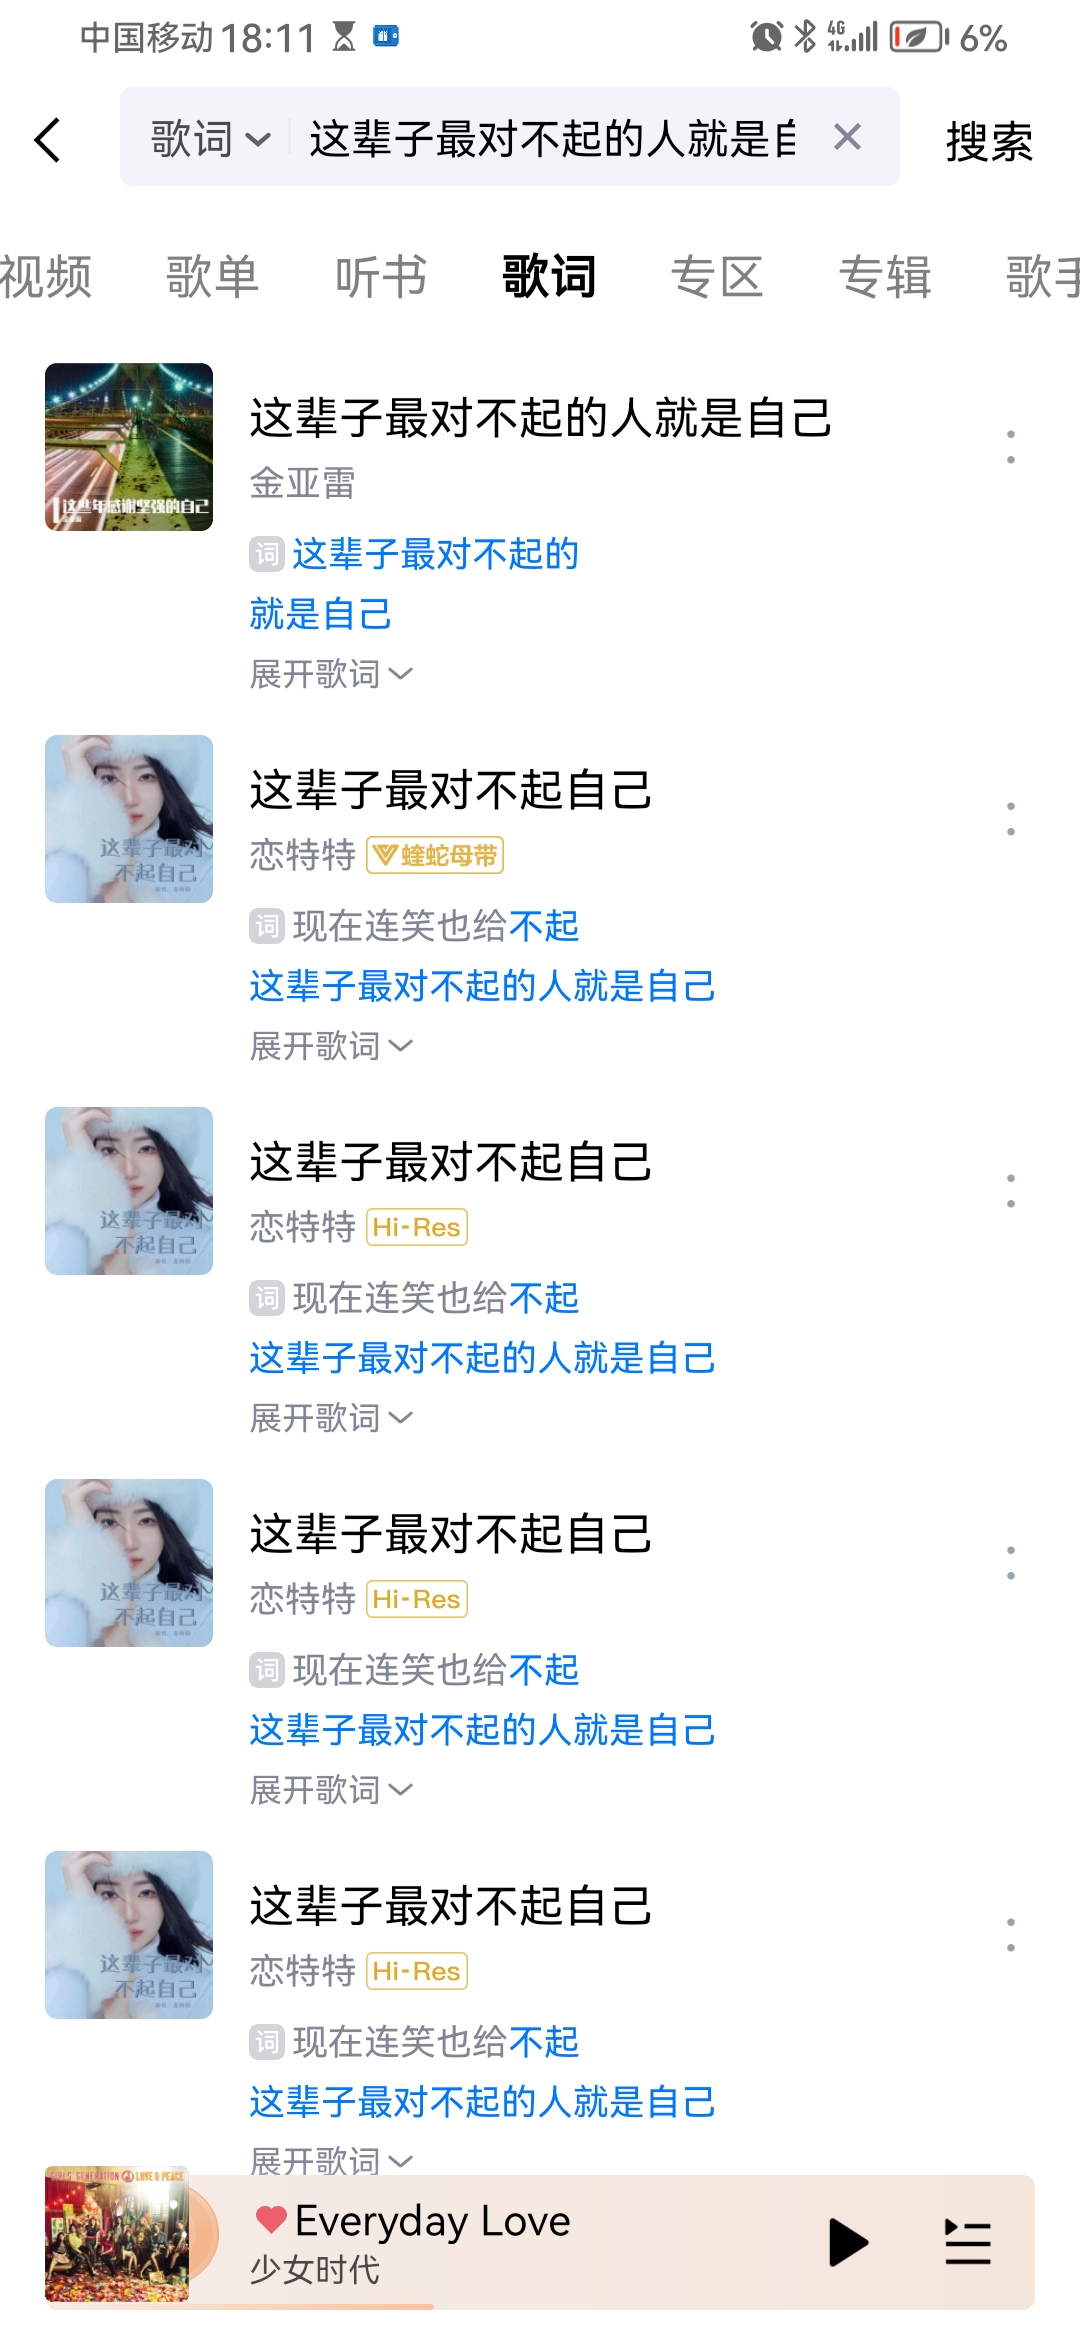 中国移动 18:11 4G 6%
歌词 这辈子最对不起的人就是自 搜索
视频 歌单 听书 歌词 专区 专辑 歌手
这些年感谢坚强的自己
这辈子最对不起的人就是自己
金亚雷
词 这辈子最对不起的
就是自己
展开歌词
这辈子最对
不起自己
这辈子最对不起自己
恋特特 蝰蛇母带
词 现在连笑也给不起
这辈子最对不起的人就是自己
展开歌词
这辈子最对
不起自己
这辈子最对不起自己
恋特特 Hi-Res
词 现在连笑也给不起
这辈子最对不起的人就是自己
展开歌词
这辈子最对
不起自己
这辈子最对不起自己
恋特特 Hi-Res
词 现在连笑也给不起
这辈子最对不起的人就是自己
展开歌词
这辈子最对
不起自己
这辈子最对不起自己
恋特特 Hi-Res
词 现在连笑也给不起
这辈子最对不起的人就是自己
展开歌词
GIRLS' GENERATION LOVE & PEACE
Everyday Love
少女时代